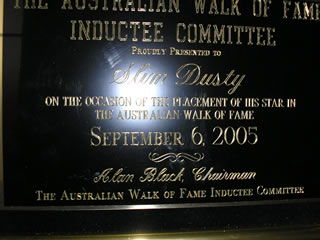 THE AUSTRALIAN WALK OF FAME
INDUCTEE COMMITTEE
PROUDLY PRESENTED TO
Slim Dusty
ON THE OCCASION OF THE PLACEMENT OF HIS STAR IN
THE AUSTRALIAN WALK OF FAME
SEPTEMBER 6, 2005
Alan Black, Chairman
THE AUSTRALIAN WALK OF FAME INDUCTEE COMMITTEE